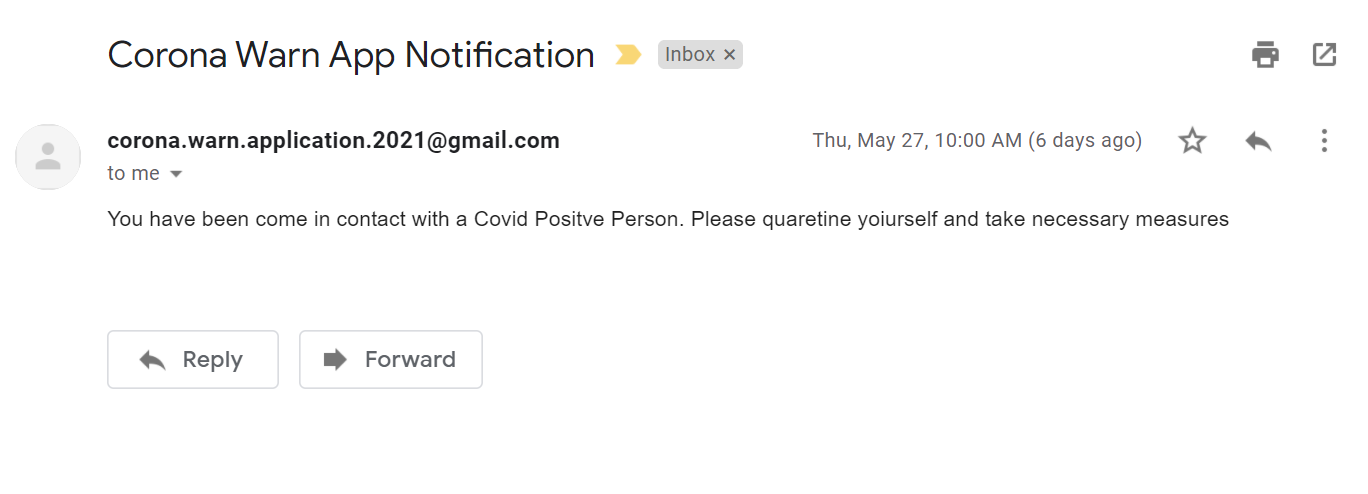 Corona Warn App Notification Inbox ×
corona.warn.application.2021@gmail.com Thu, May 27, 10:00 AM (6 days ago)
to me
You have been come in contact with a Covid Positve Person. Please quaretine yoiurself and take necessary measures
Reply Forward